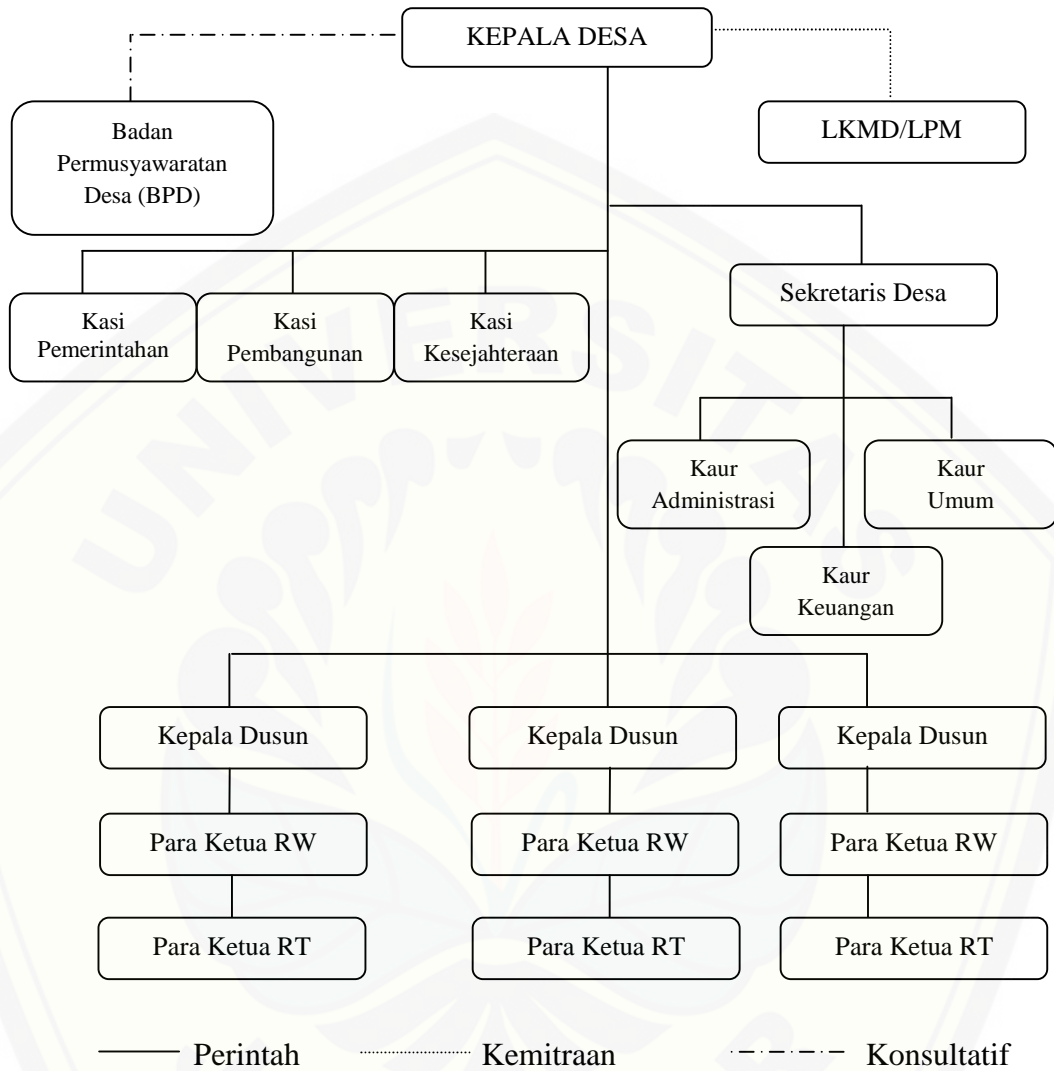 KEPALA DESA
Badan
Permusyawaratan
Desa (BPD)
LKMD/LPM
Sekretaris Desa
Kasi
Pemerintahan
Kasi
Pembangunan
Kasi
Kesejahteraan
Kaur
Administrasi
Kaur
Umum
Kaur
Keuangan
Kepala Dusun
Kepala Dusun
Kepala Dusun
Para Ketua RW
Para Ketua RW
Para Ketua RW
Para Ketua RT
Para Ketua RT
Para Ketua RT
Perintah
Kemitraan
Konsultatif
UNIVERSITAS